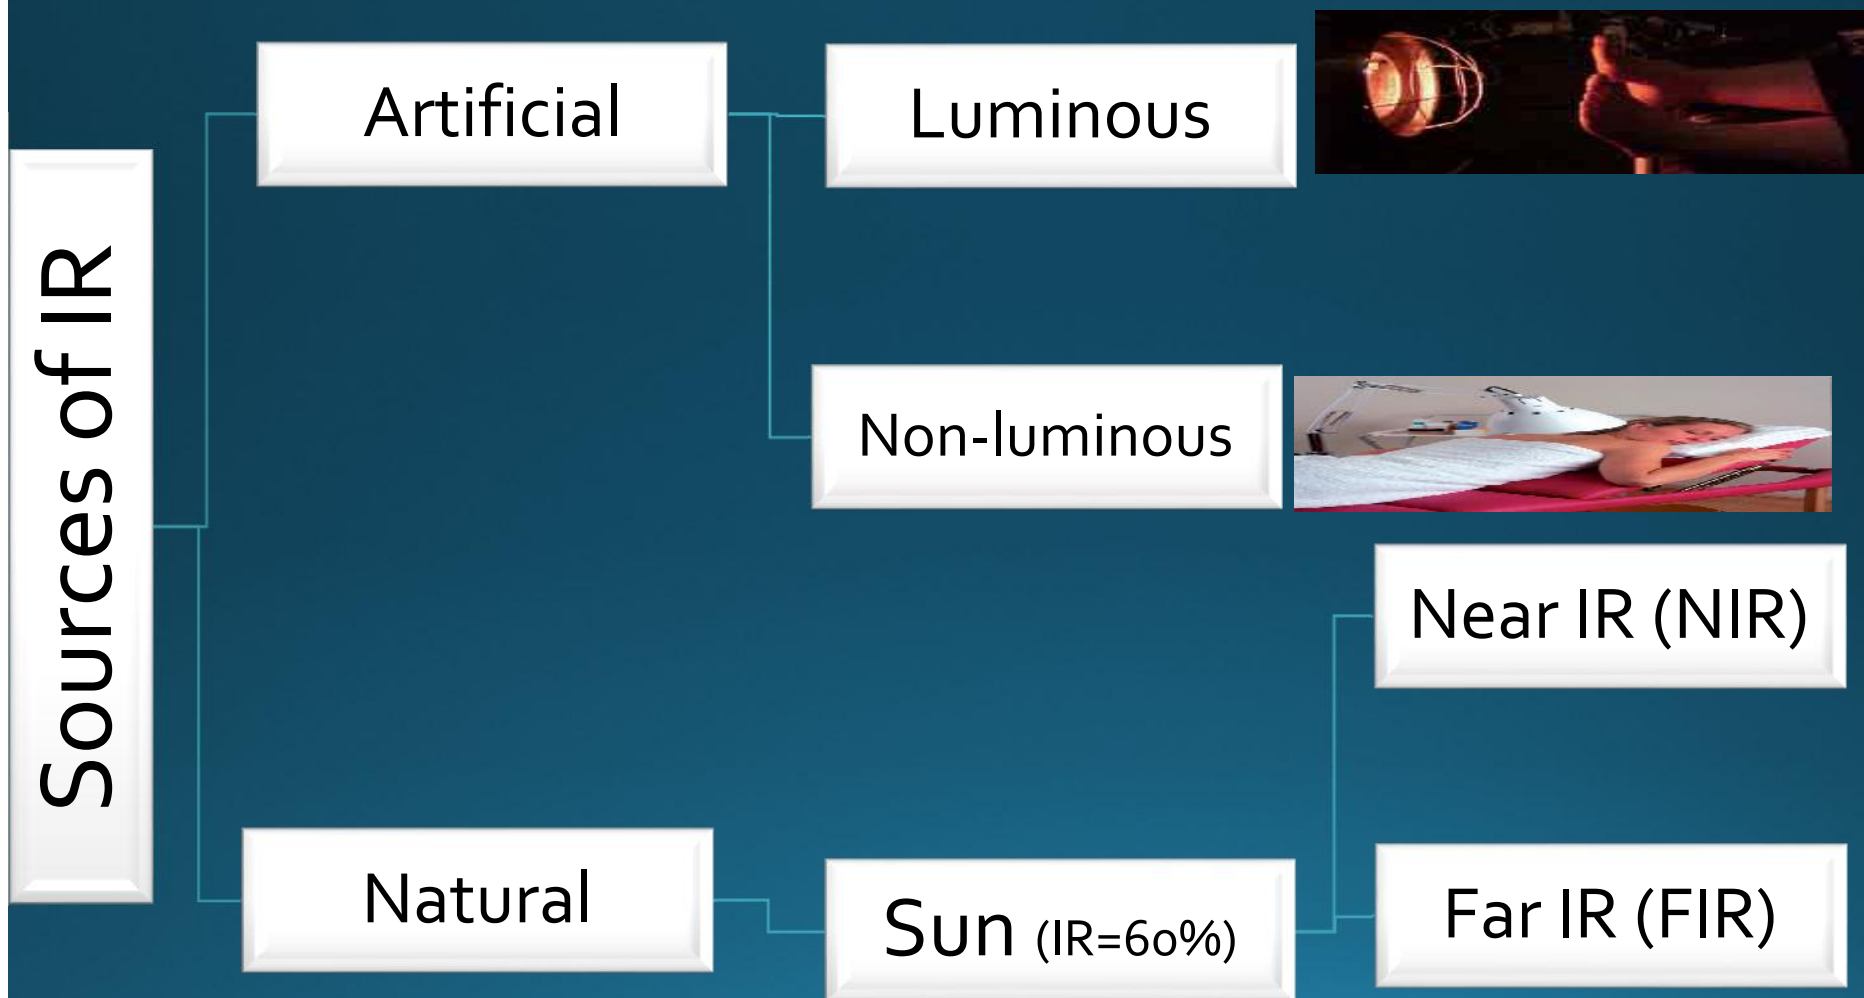 Sources of IR
Artificial
Luminous
Non-luminous
Natural
Sun (IR=60%)
Near IR (NIR)
Far IR (FIR)